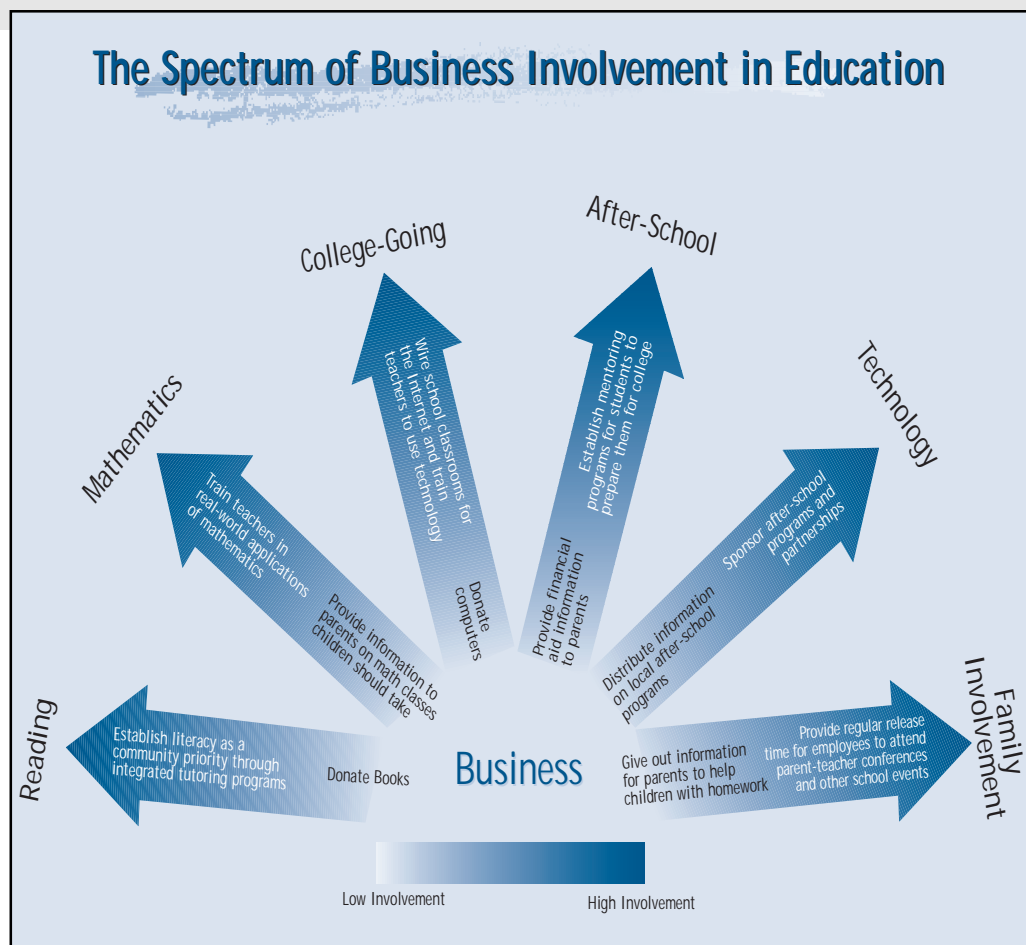 The Spectrum of Business Involvement in Education
Reading
Establish literacy as a
community priority through
integrated tutoring programs
Donate Books
Mathematics
Train teachers in
real-world applications
of mathematics
Provide information to
parents on math classes
children should take
College-Going
Wire school classrooms for
the Internet and train
teachers to use technology
Donate
computers
After-School
Establish mentoring
programs for students to
prepare them for college
Provide financial
aid information
to parents
Technology
Sponsor after-school
programs and
partnerships
Distribute information
on local after-school
programs
Family
Involvement
Provide regular release
time for employees to attend
parent-teacher conferences
and other school events
Give out information
for parents to help
children with homework
Business
Low Involvement
High Involvement